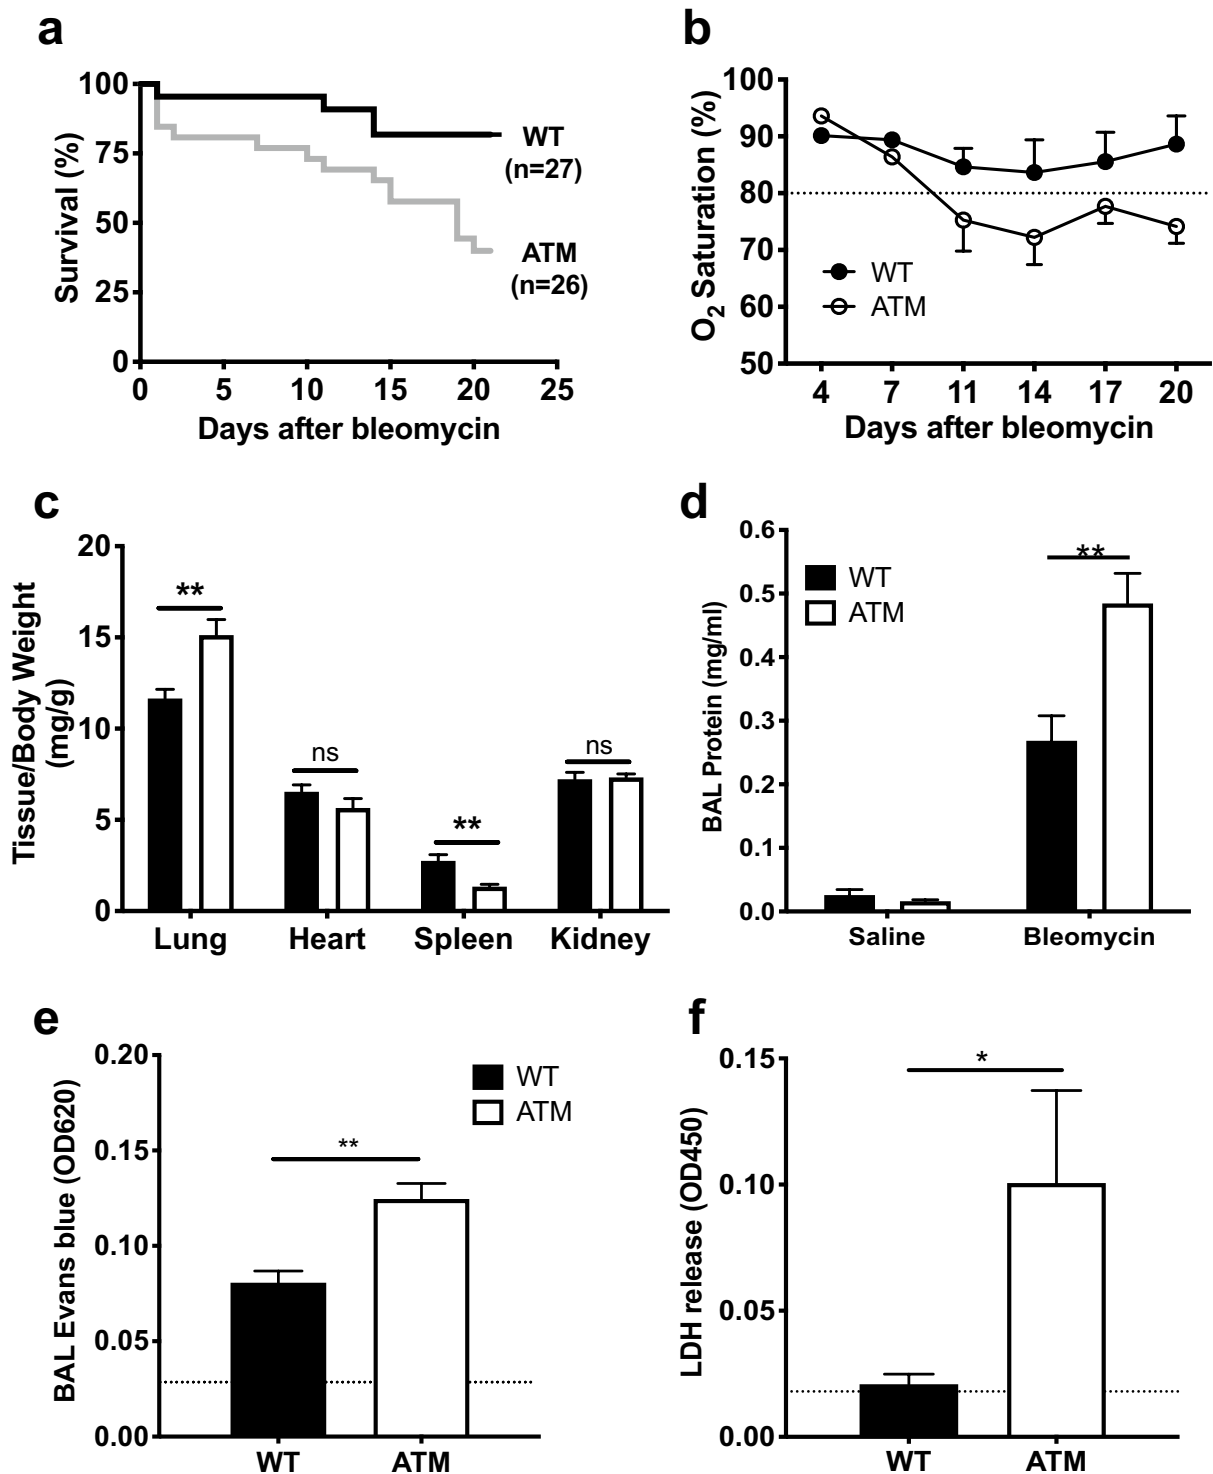 a
100
75
50
25
0
Survival (%)
WT
(n=27)
ATM
(n=26)
0 5 10 15 20 25
Days after bleomycin
b
100
90
80
70
60
50
O2 Saturation (%)
WT
ATM
4 7 11 14 17 20
Days after bleomycin
c
20
15
10
5
0
Tissue/Body Weight
(mg/g)
**
ns
**
ns
Lung Heart Spleen Kidney
d
0.6
0.5
0.4
0.3
0.2
0.1
0.0
BAL Protein (mg/ml)
WT
ATM
**
Saline Bleomycin
e
0.20
0.15
0.10
0.05
0.00
BAL Evans blue (OD620)
WT
ATM
**
WT ATM
f
0.15
0.10
0.05
0.00
LDH release (OD450)
*
WT ATM